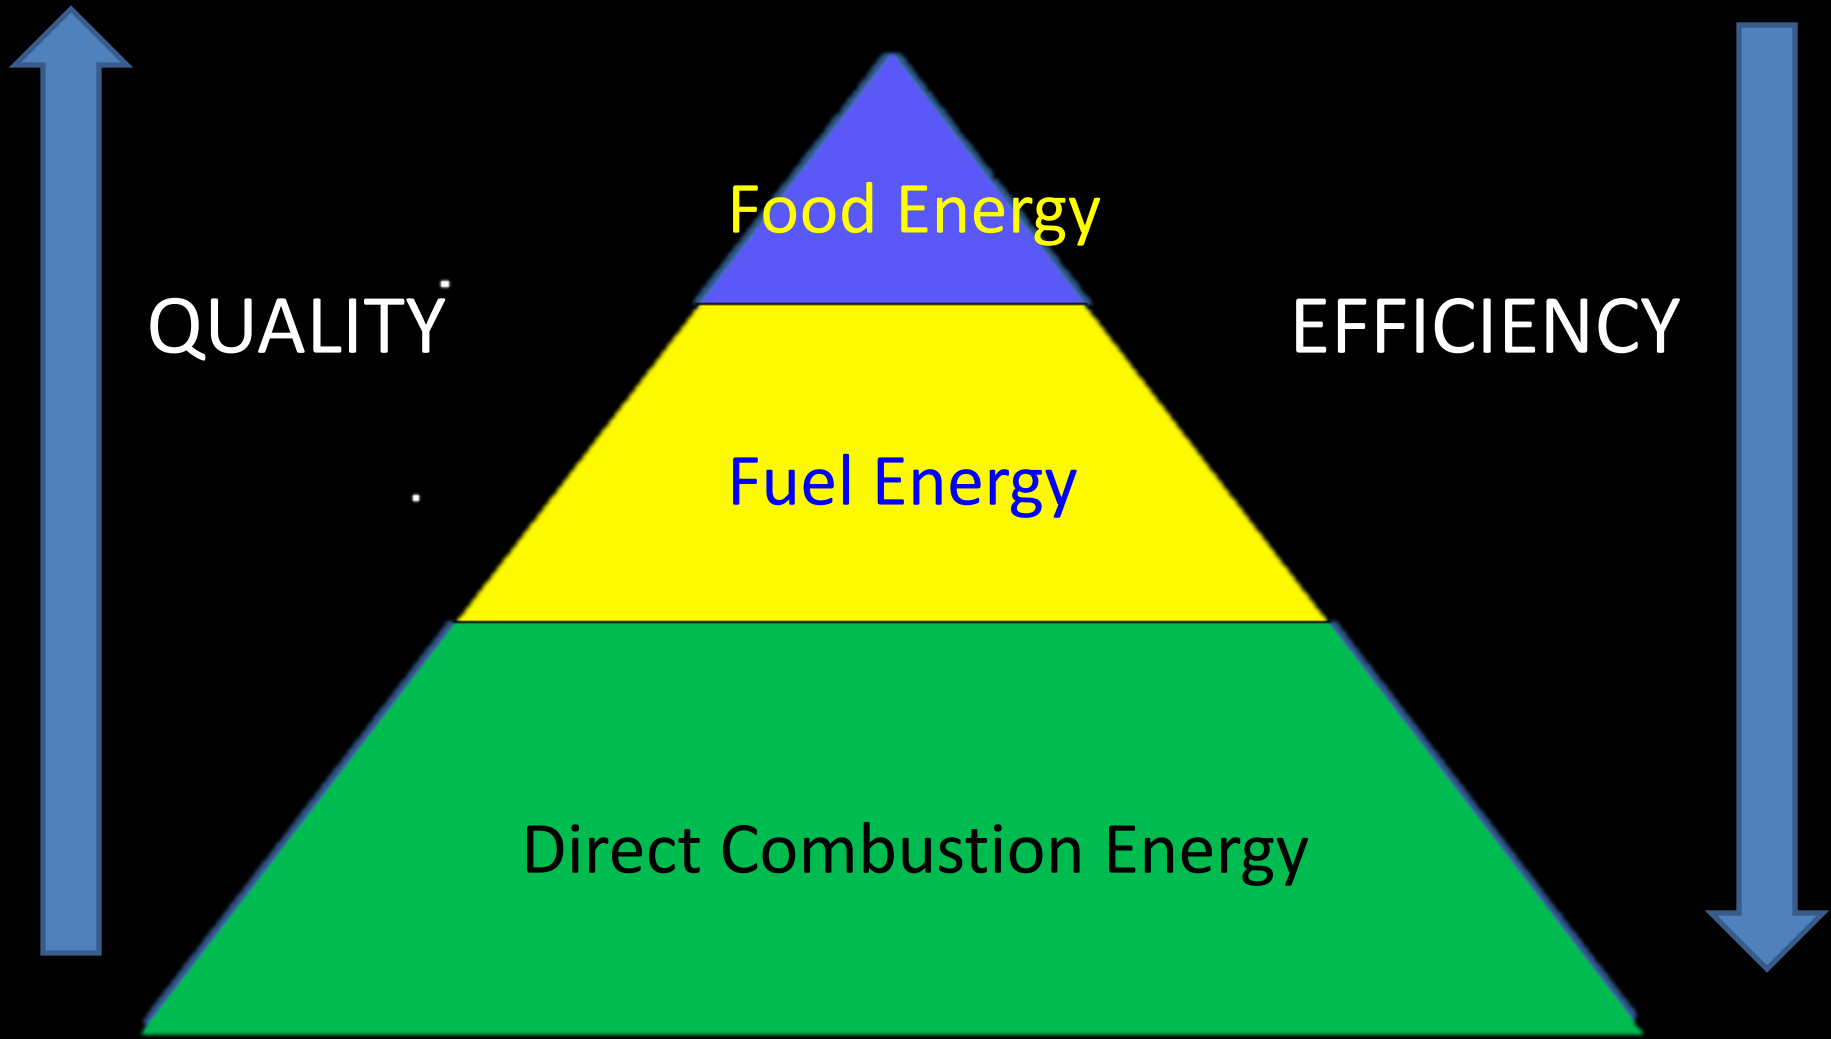 Food Energy
QUALITY
EFFICIENCY
Fuel Energy
Direct Combustion Energy